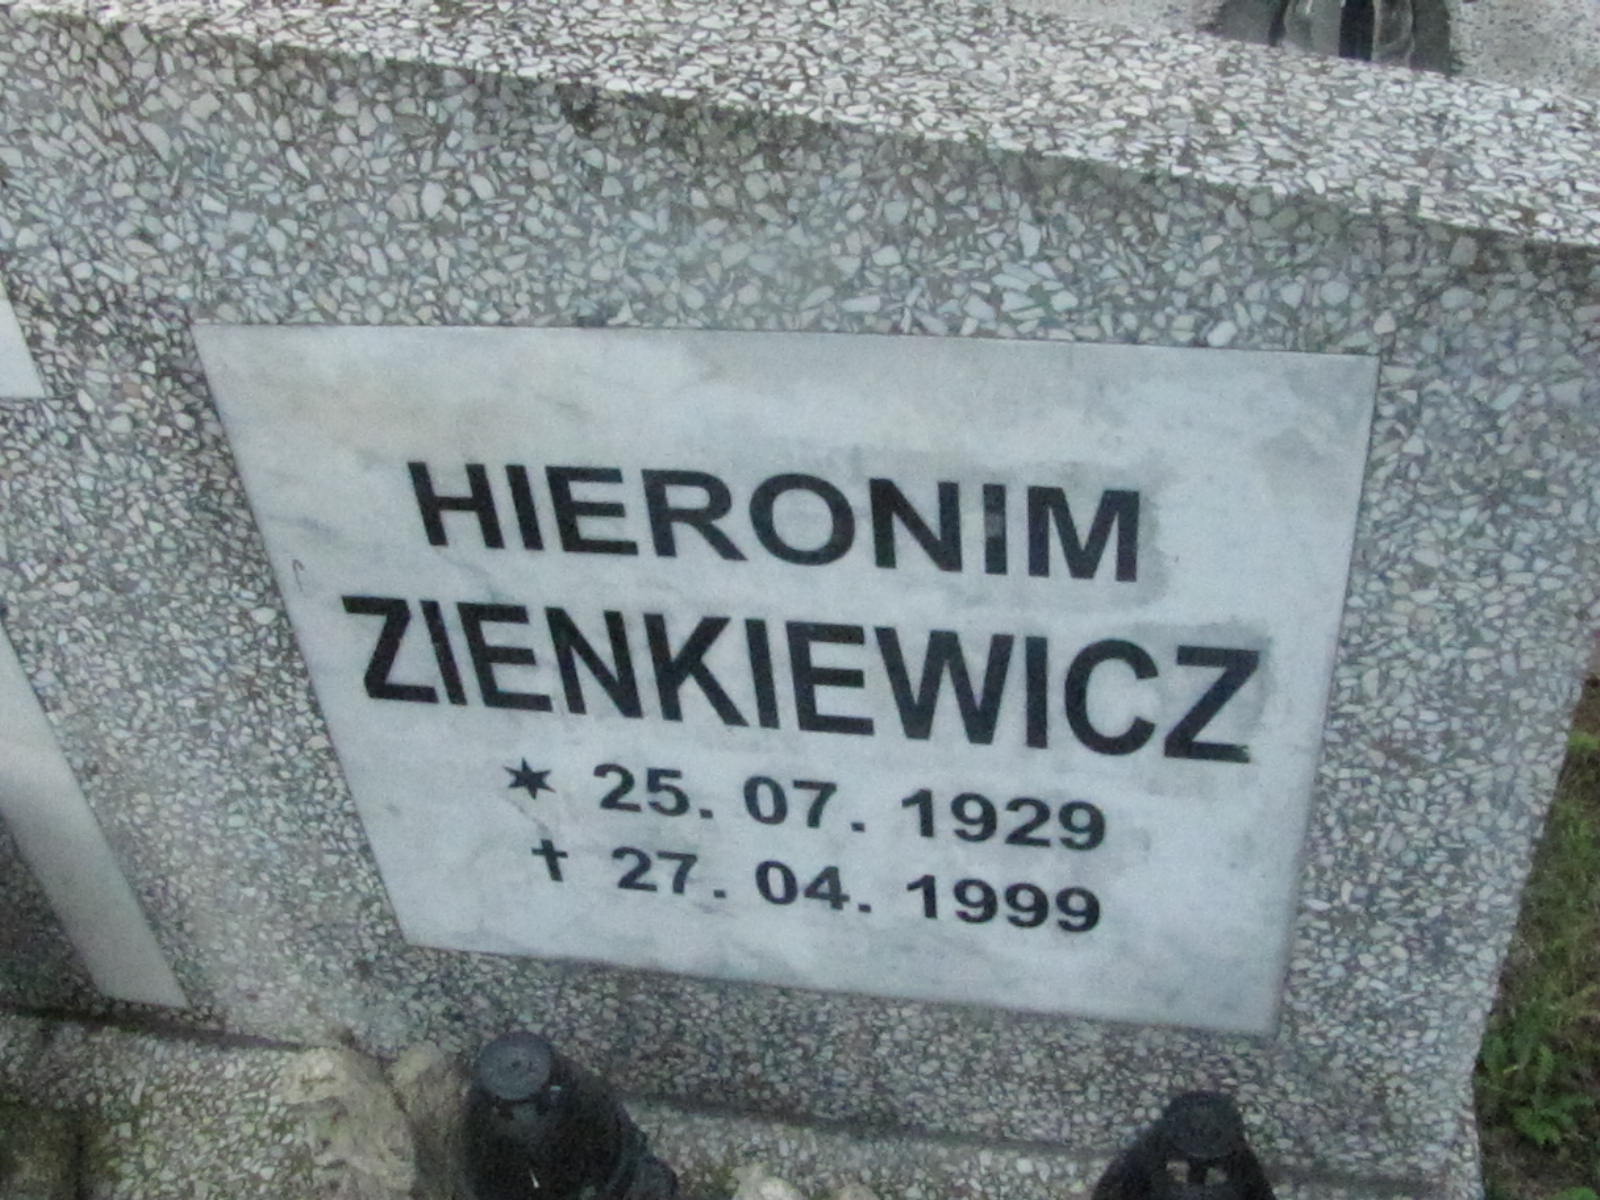 HIERONIM
ZIENKIEWICZ
* 25. 07. 1929
† 27. 04. 1999